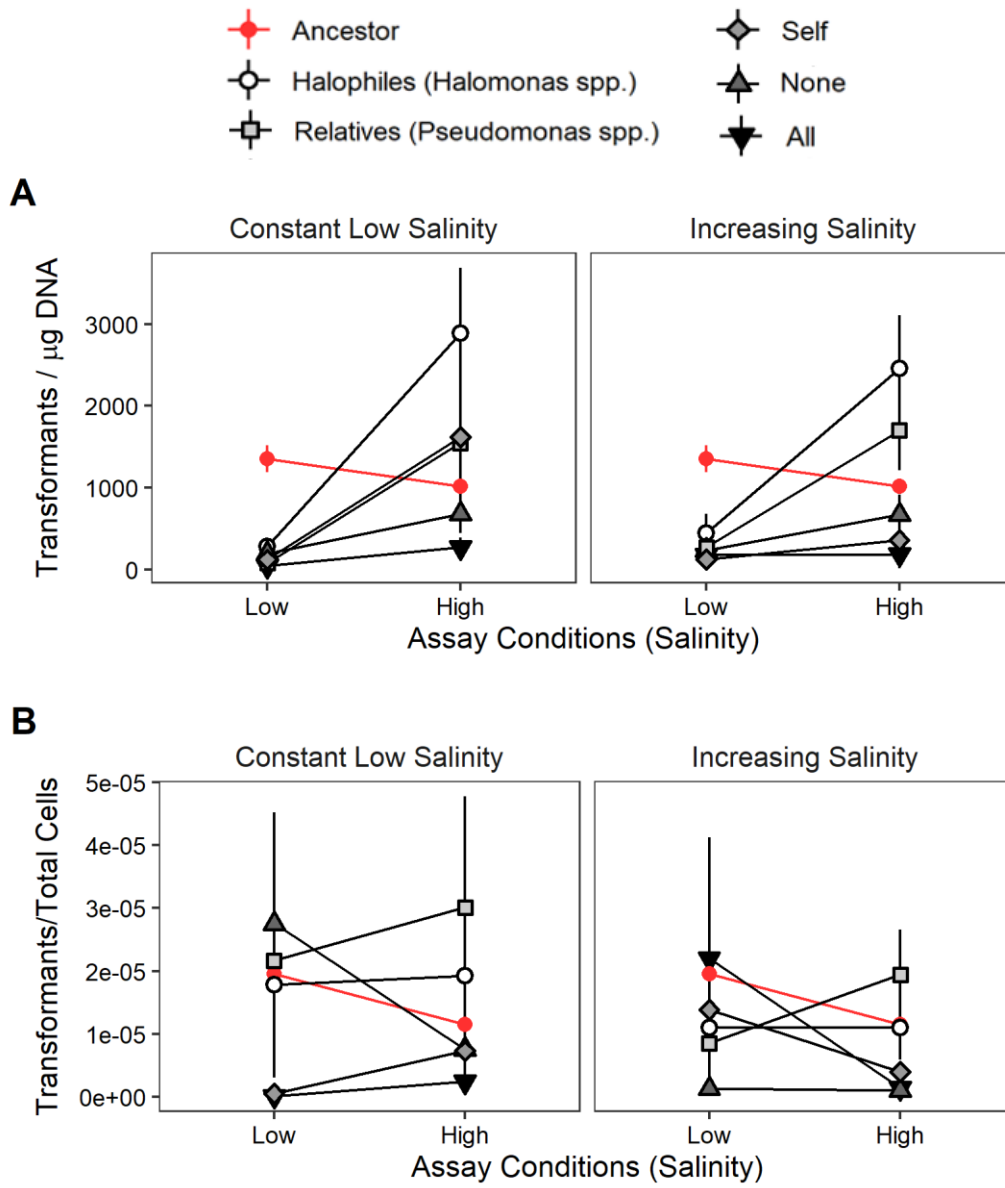 Ancestor
Halophiles (Halomonas spp.)
Relatives (Pseudomonas spp.)
Self
None
All
A
Constant Low Salinity
Increasing Salinity
Transformants / μg DNA
3000
2000
1000
0
Low
High
Low
High
Assay Conditions (Salinity)
B
Constant Low Salinity
Increasing Salinity
Transformants/Total Cells
5e-05
4e-05
3e-05
2e-05
1e-05
0e+00
Low
High
Low
High
Assay Conditions (Salinity)